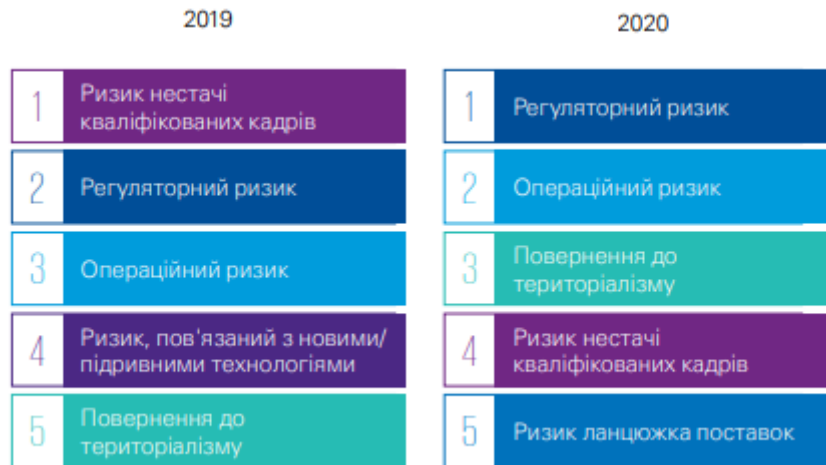 2019
1
Ризик нестачі
кваліфікованих кадрів
2
Регуляторний ризик
3
Операційний ризик
4
Ризик, пов'язаний з новими/
підривними технологіями
5
Повернення до
територіалізму
2020
1
Регуляторний ризик
2
Операційний ризик
3
Повернення до
територіалізму
4
Ризик нестачі
кваліфікованих кадрів
5
Ризик ланцюжка поставок